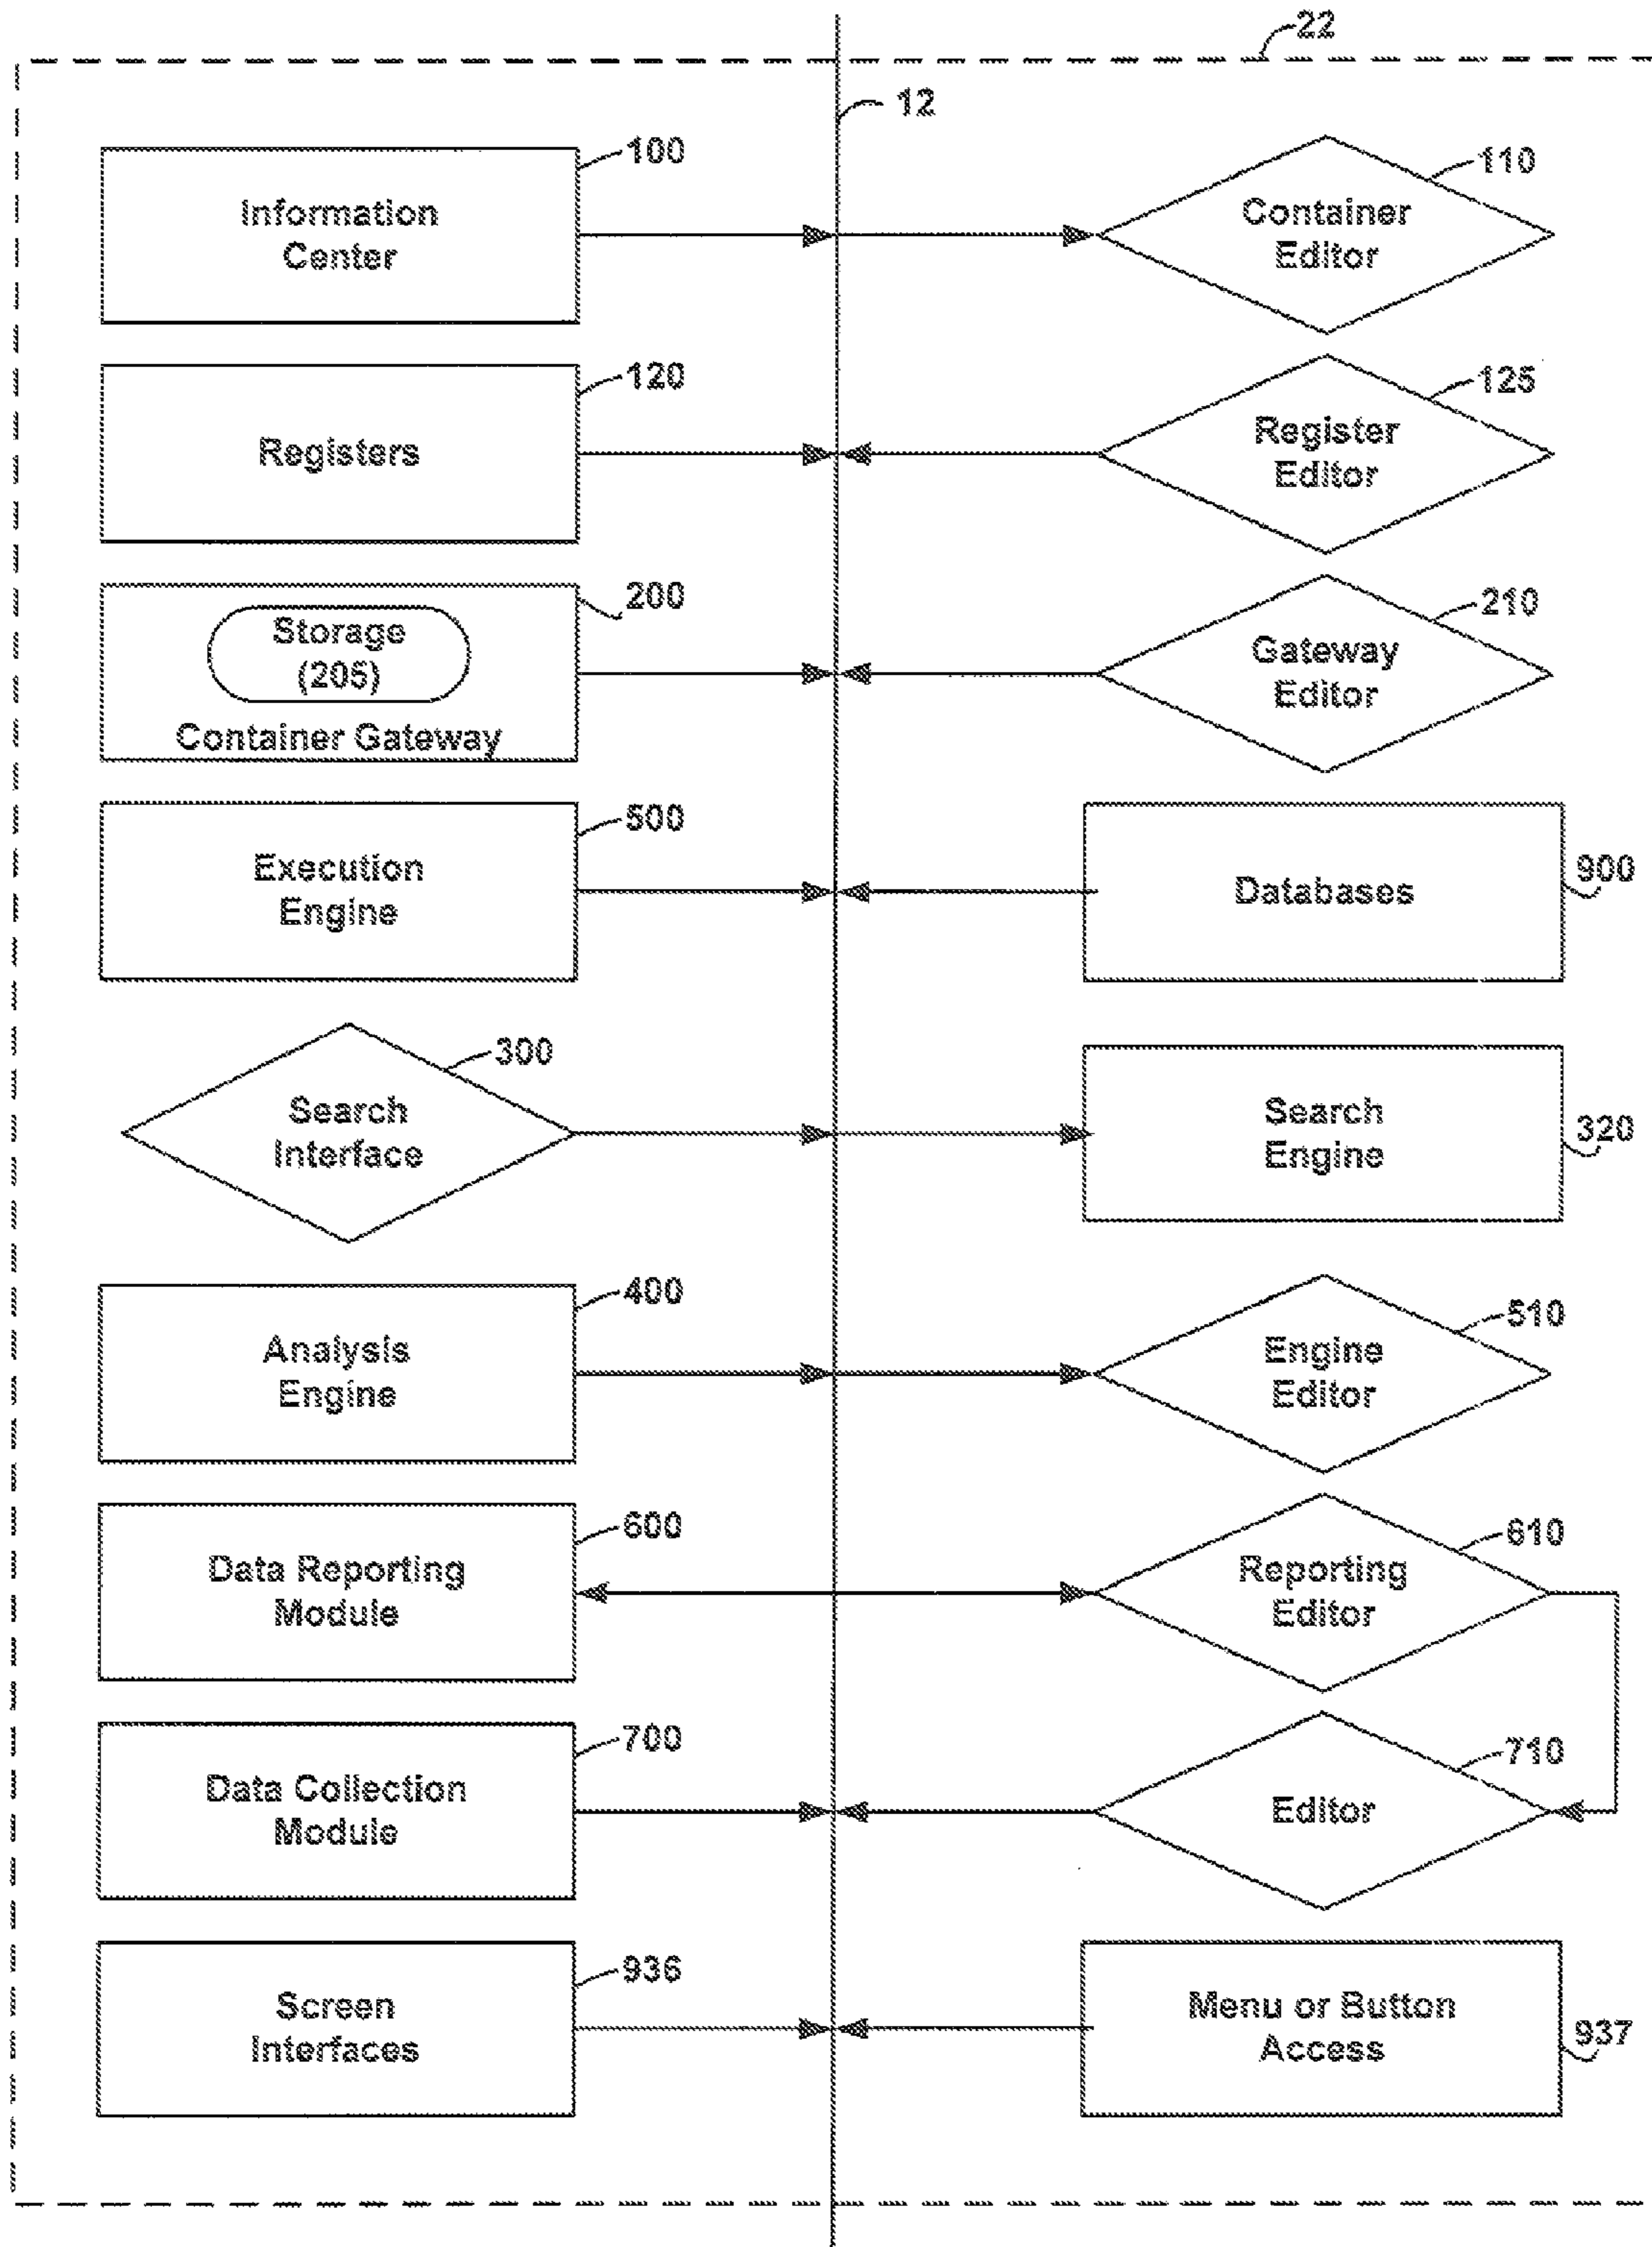 22
12
100
Information
Center
110
Container
Editor
120
Registers
125
Register
Editor
200
Storage
(205)
Container Gateway
210
Gateway
Editor
500
Execution
Engine
900
Databases
300
Search
Interface
320
Search
Engine
400
Analysis
Engine
510
Engine
Editor
600
Data Reporting
Module
610
Reporting
Editor
700
Data Collection
Module
710
Editor
936
Screen
Interfaces
937
Menu or Button
Access